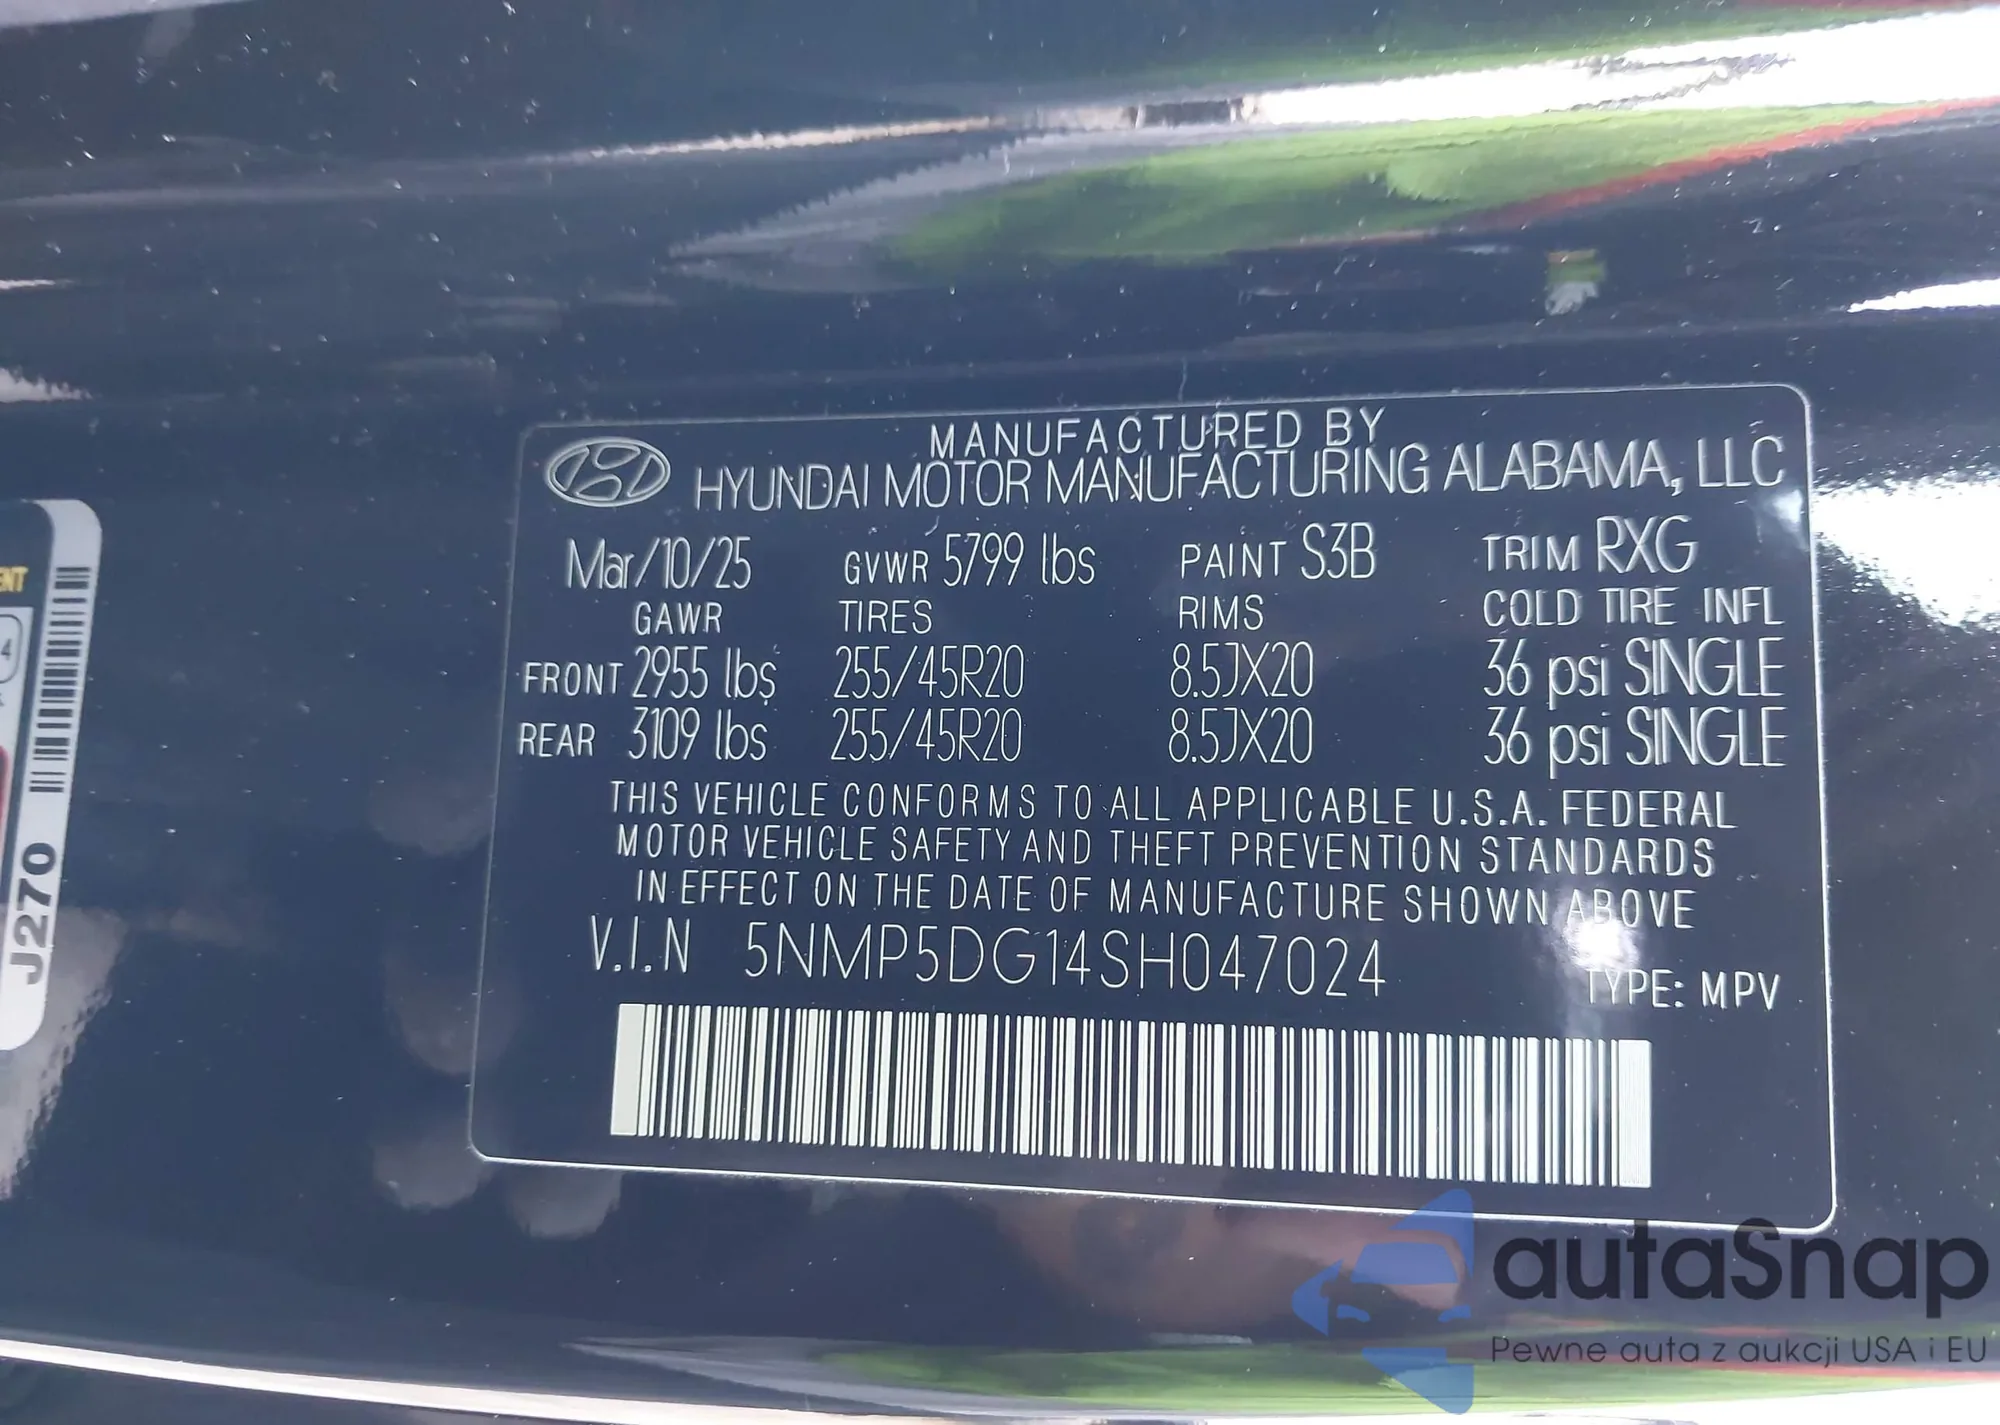 MANUFACTURED BY
HYUNDAI MOTOR MANUFACTURING ALABAMA, LLC
Mar/10/25 GVWR 5799 lbs PAINT S3B TRIM RXG
GAWR TIRES RIMS COLD TIRE INFL
FRONT 2955 lbs 255/45R20 8.5JX20 36 psi SINGLE
REAR 3109 lbs 255/45R20 8.5JX20 36 psi SINGLE
THIS VEHICLE CONFORMS TO ALL APPLICABLE U.S.A. FEDERAL
MOTOR VEHICLE SAFETY AND THEFT PREVENTION STANDARDS
IN EFFECT ON THE DATE OF MANUFACTURE SHOWN ABOVE
V.I.N 5NMP5DG14SH047024
TYPE: MPV
J270
autaSnap
Pewne auta z aukcji USA i EU